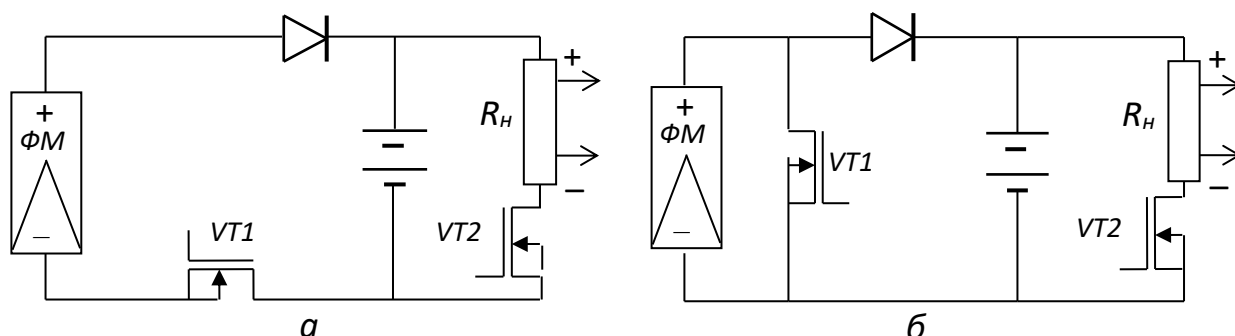 +
ФМ
–
VT1
+
Rн
–
VT2
а
+
ФМ
–
VT1
+
Rн
–
VT2
б